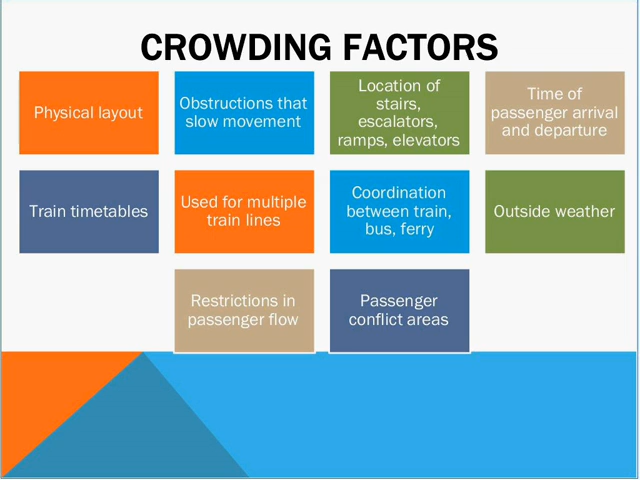 CROWDING FACTORS
Physical layout
Obstructions that
slow movement
Location of
stairs,
escalators,
ramps, elevators
Time of
passenger arrival
and departure
Train timetables
Used for multiple
train lines
Coordination
between train,
bus, ferry
Outside weather
Restrictions in
passenger flow
Passenger
conflict areas